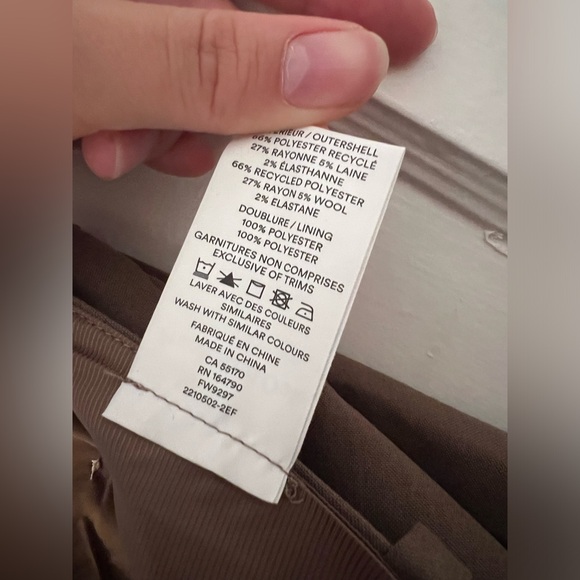 RIEUR / OUTERSHELL
66% POLYESTER RECYCLÉ
27% RAYONNE 5% LAINE
2% ÉLASTHANNE
66% RECYCLED POLYESTER
27% RAYON 5% WOOL
2% ELASTANE
DOUBLURE / LINING
100% POLYESTER
100% POLYESTER
GARNITURES NON COMPRISES
EXCLUSIVE OF TRIMS
LAVER AVEC DES COULEURS
SIMILAIRES
WASH WITH SIMILAR COLOURS
FABRIQUÉ EN CHINE
MADE IN CHINA
CA 55170
RN 164790
FW9297
2210502-2EF